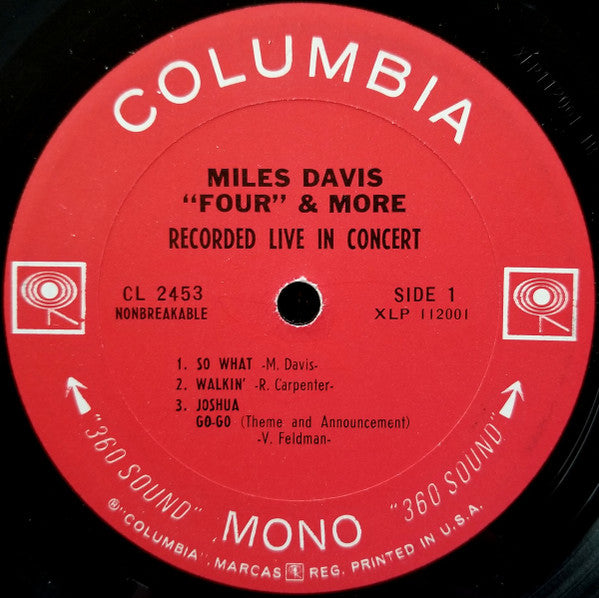 COLUMBIA
MILES DAVIS
"FOUR" & MORE
RECORDED LIVE IN CONCERT
CL 2453
NONBREAKABLE
SIDE 1
XLP 112001
1. SO WHAT -M. Davis-
2. WALKIN' -R. Carpenter-
3. JOSHUA
GO-GO (Theme and Announcement)
-V. Feldman-
"360 SOUND" MONO "360 SOUND"
®"COLUMBIA", MARCAS REG. PRINTED IN U.S.A.